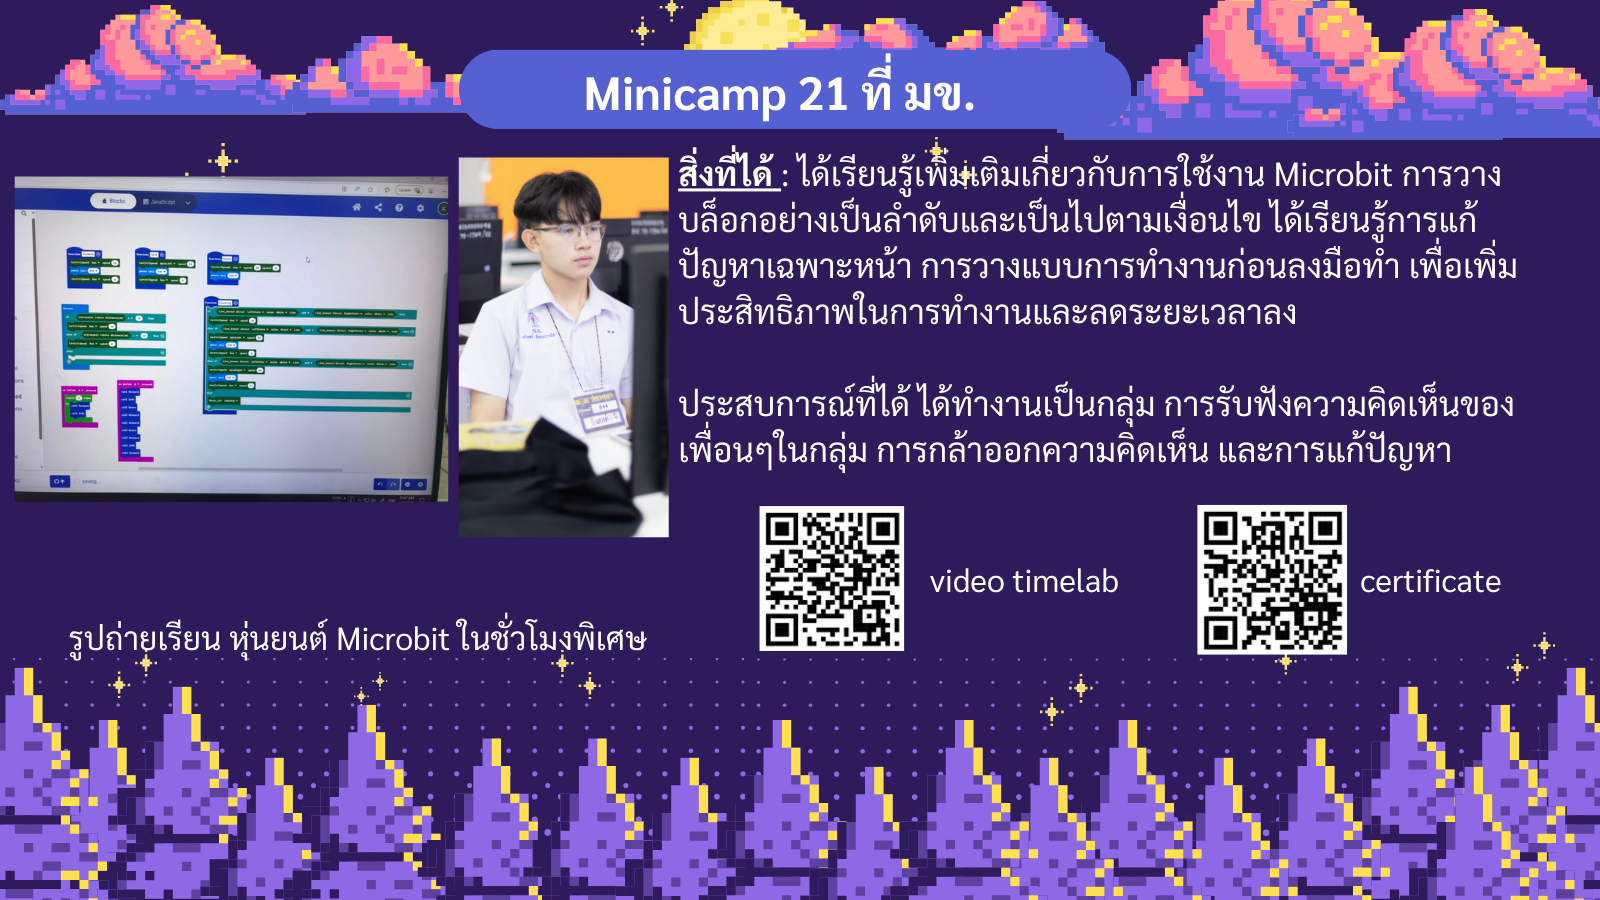 Minicamp 21 ที่ มข.
สิ่งที่ได้ : ได้เรียนรู้เพิ่มเติมเกี่ยวกับการใช้งาน Microbit การวาง
บล็อกอย่างเป็นลำดับและเป็นไปตามเงื่อนไข ได้เรียนรู้การแก้
ปัญหาเฉพาะหน้า การวางแบบการทำงานก่อนลงมือทำ เพื่อเพิ่ม
ประสิทธิภาพในการทำงานและลดระยะเวลาลง
ประสบการณ์ที่ได้ ได้ทำงานเป็นกลุ่ม การรับฟังความคิดเห็นของ
เพื่อนๆในกลุ่ม การกล้าออกความคิดเห็น และการแก้ปัญหา
Blocks
JavaScript
video timelab
certificate
รูปถ่ายเรียน หุ่นยนต์ Microbit ในชั่วโมงพิเศษ